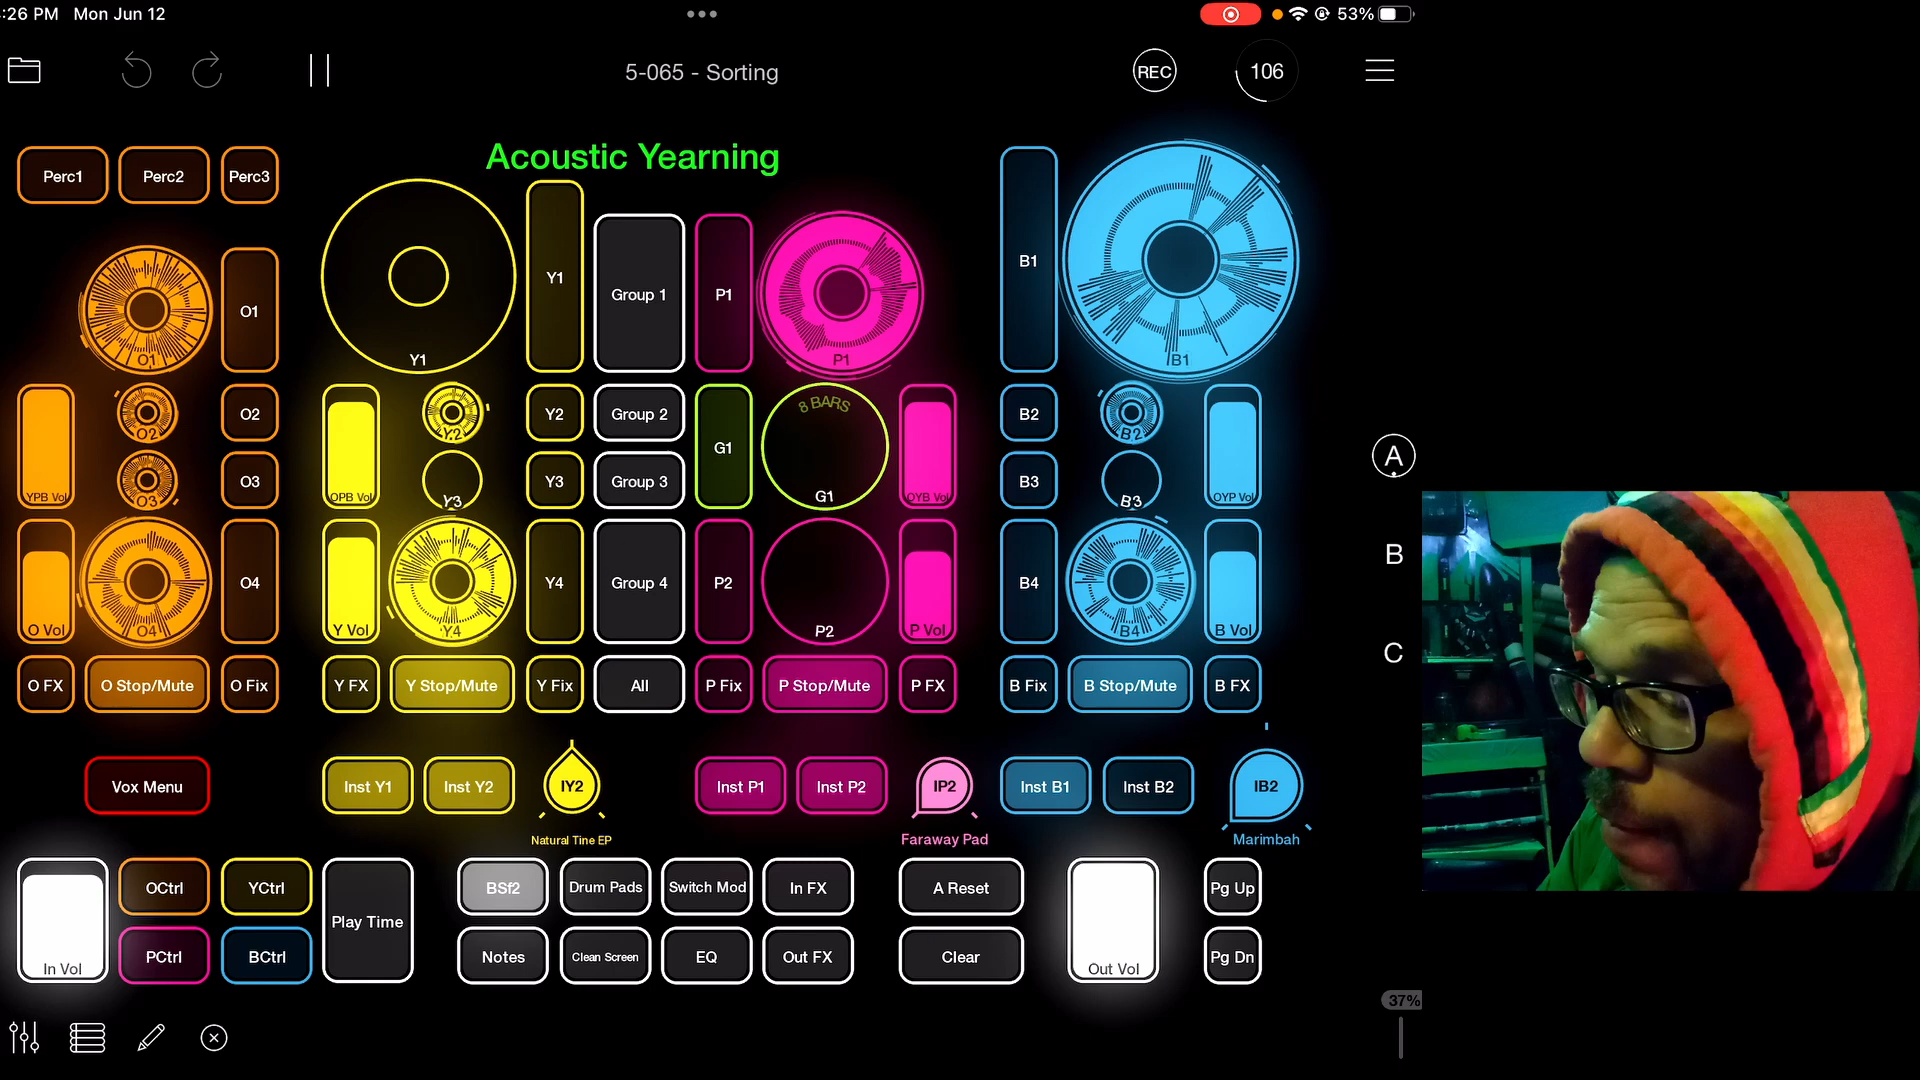 :26 PM Mon Jun 12
53%
5-065 - Sorting
REC
106
Acoustic Yearning
Perc1 Perc2 Perc3
O1 O1
Y1 Y1
Group 1
P1 P1
B1 B1
YPB Vol
O2 O2
O3 O3
OPB Vol
Y2 Y2
Y3 Y3
Group 2
Group 3
G1
8 BARS
G1
OYB Vol
B2 B2
B3 B3
OYP Vol
A
O Vol
O4 O4
Y Vol
Y4 Y4
Group 4
P2 P2
P Vol
B4 B4
B Vol
B
C
O FX O Stop/Mute O Fix Y FX Y Stop/Mute Y Fix All P Fix P Stop/Mute P FX B Fix B Stop/Mute B FX
Vox Menu Inst Y1 Inst Y2 IY2 Inst P1 Inst P2 IP2 Inst B1 Inst B2 IB2
Natural Tine EP Faraway Pad Marimbah
In Vol
OCtrl YCtrl
PCtrl BCtrl
Play Time
BSf2 Drum Pads Switch Mod In FX A Reset
Notes Clean Screen EQ Out FX Clear
Out Vol
Pg Up
Pg Dn
37%